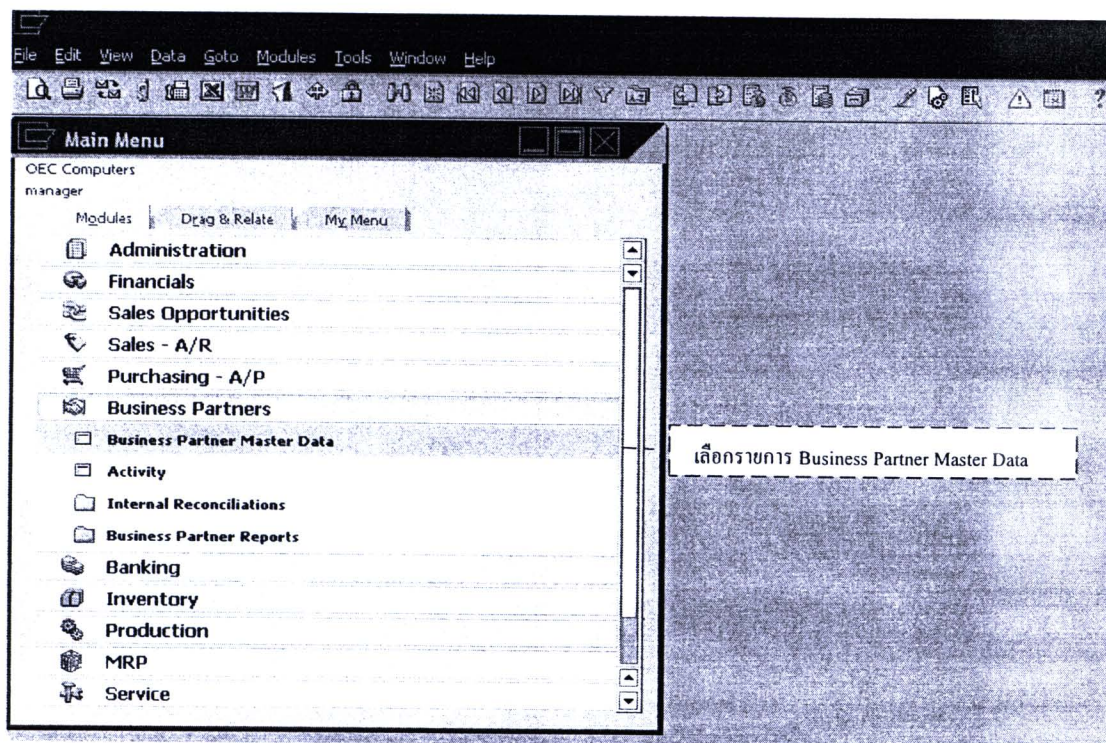 File Edit View Data Goto Modules Tools Window Help
Main Menu
OEC Computers
manager
Modules Drag & Relate My Menu
Administration
Financials
Sales Opportunities
Sales - A/R
Purchasing - A/P
Business Partners
Business Partner Master Data
เลือกรายการ Business Partner Master Data
Activity
Internal Reconciliations
Business Partner Reports
Banking
Inventory
Production
MRP
Service